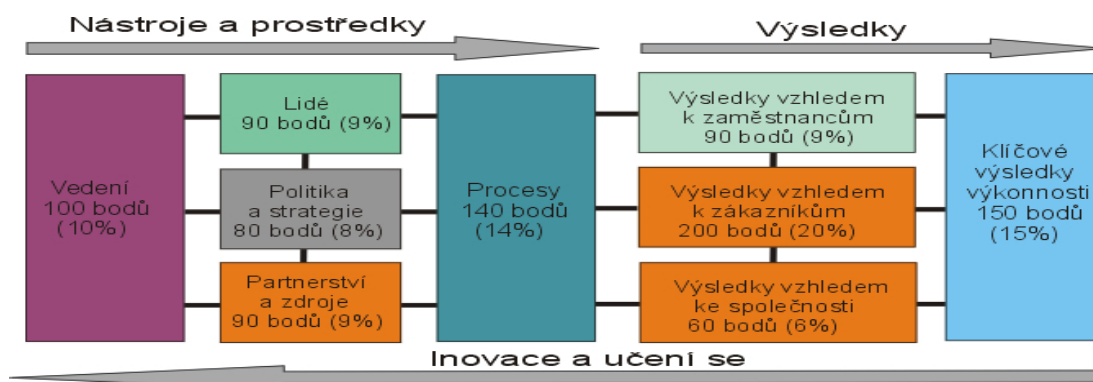 Nástroje a prostředky
Výsledky
Vedení
100 bodů
(10%)
Lidé
90 bodů (9%)
Politika
a strategie
80 bodů (8%)
Partnerství
a zdroje
90 bodů (9%)
Procesy
140 bodů
(14%)
Výsledky vzhledem
k zaměstnancům
90 bodů (9%)
Výsledky vzhledem
k zákazníkům
200 bodů (20%)
Výsledky vzhledem
ke společnosti
60 bodů (6%)
Klíčové
výsledky
výkonnosti
150 bodů
(15%)
Inovace a učení se